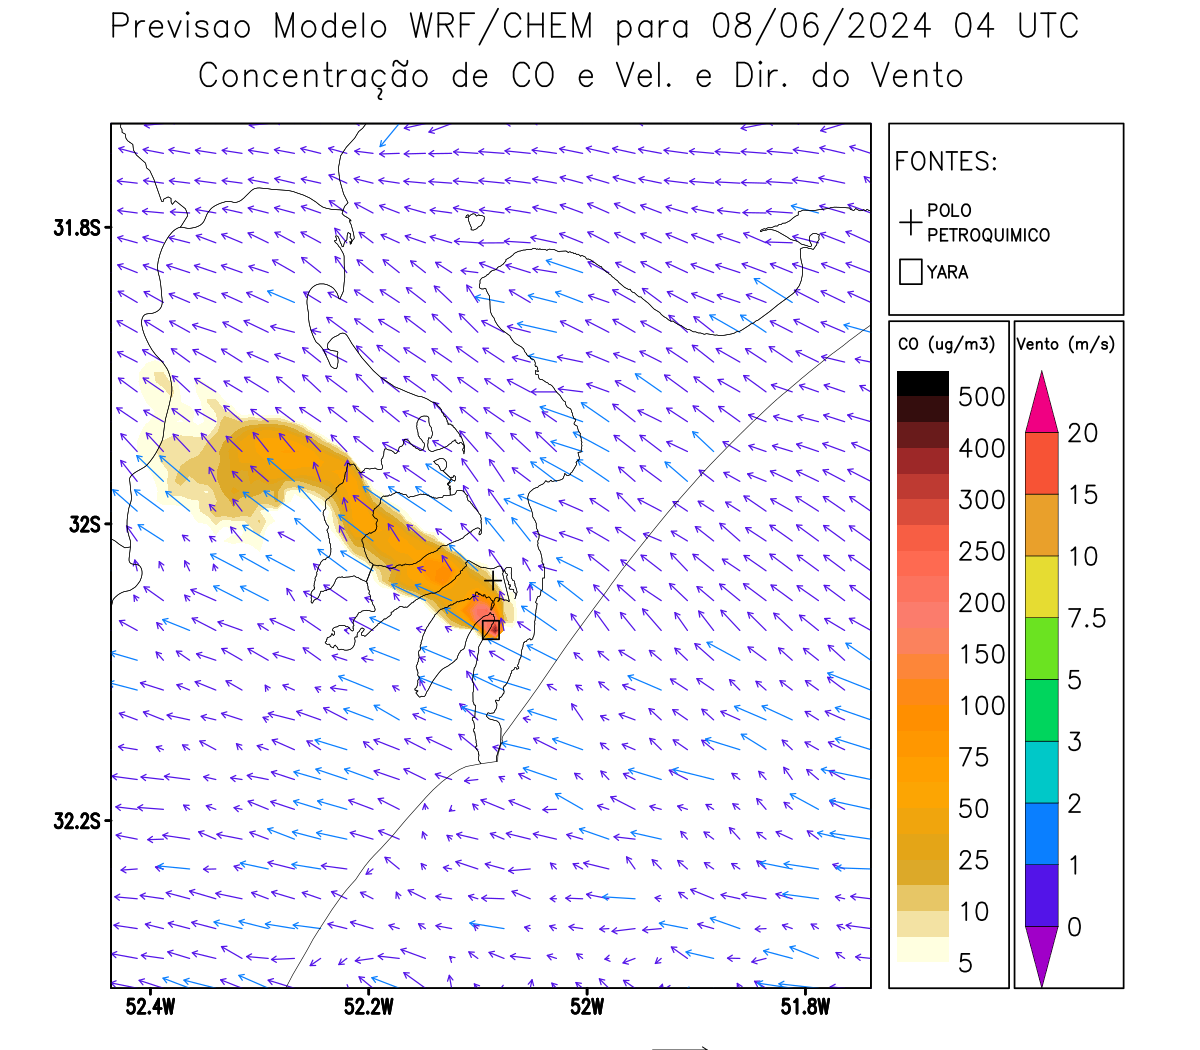 Previsao Modelo WRF/CHEM para 08/06/2024 04 UTC
Concentração de CO e Vel. e Dir. do Vento
FONTES:
POLO
PETROQUIMICO
YARA
CO (ug/m3)
500
400
300
250
200
150
100
75
50
25
10
5
Vento (m/s)
20
15
10
7.5
5
3
2
1
0
31.8S
32S
32.2S
52.4W
52.2W
52W
51.8W